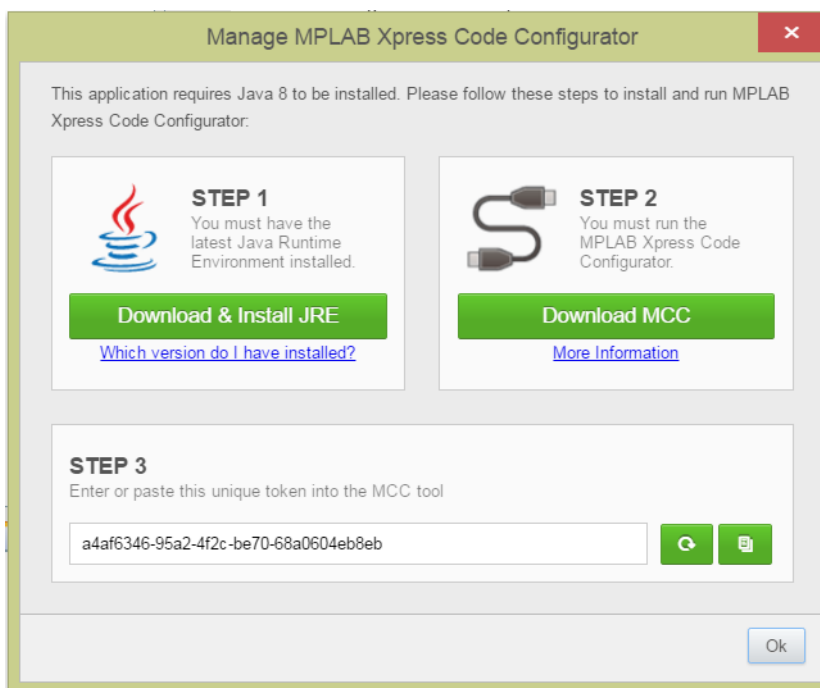 Manage MPLAB Xpress Code Configurator
This application requires Java 8 to be installed. Please follow these steps to install and run MPLAB
Xpress Code Configurator:
STEP 1
You must have the
latest Java Runtime
Environment installed.
Download & Install JRE
Which version do I have installed?
STEP 2
You must run the
MPLAB Xpress Code
Configurator.
Download MCC
More Information
STEP 3
Enter or paste this unique token into the MCC tool
a4af6346-95a2-4f2c-be70-68a0604eb8eb
Ok